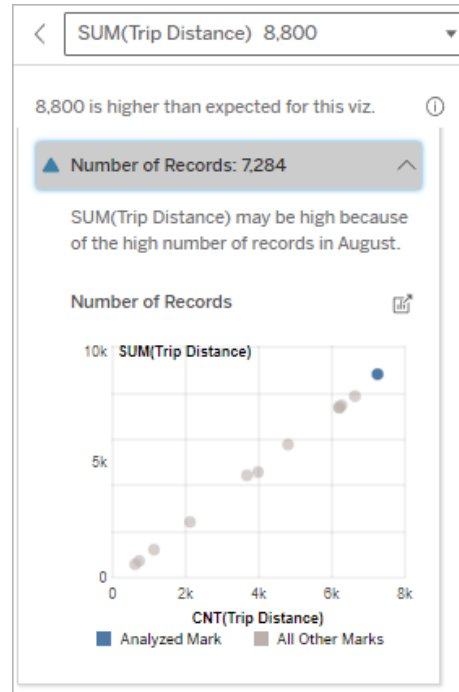 SUM(Trip Distance) 8,800
8,800 is higher than expected for this viz.
Number of Records: 7,284
SUM(Trip Distance) may be high because
of the high number of records in August.
Number of Records
10k SUM(Trip Distance)
5k
0
0 2k 4k 6k 8k
CNT(Trip Distance)
Analyzed Mark All Other Marks